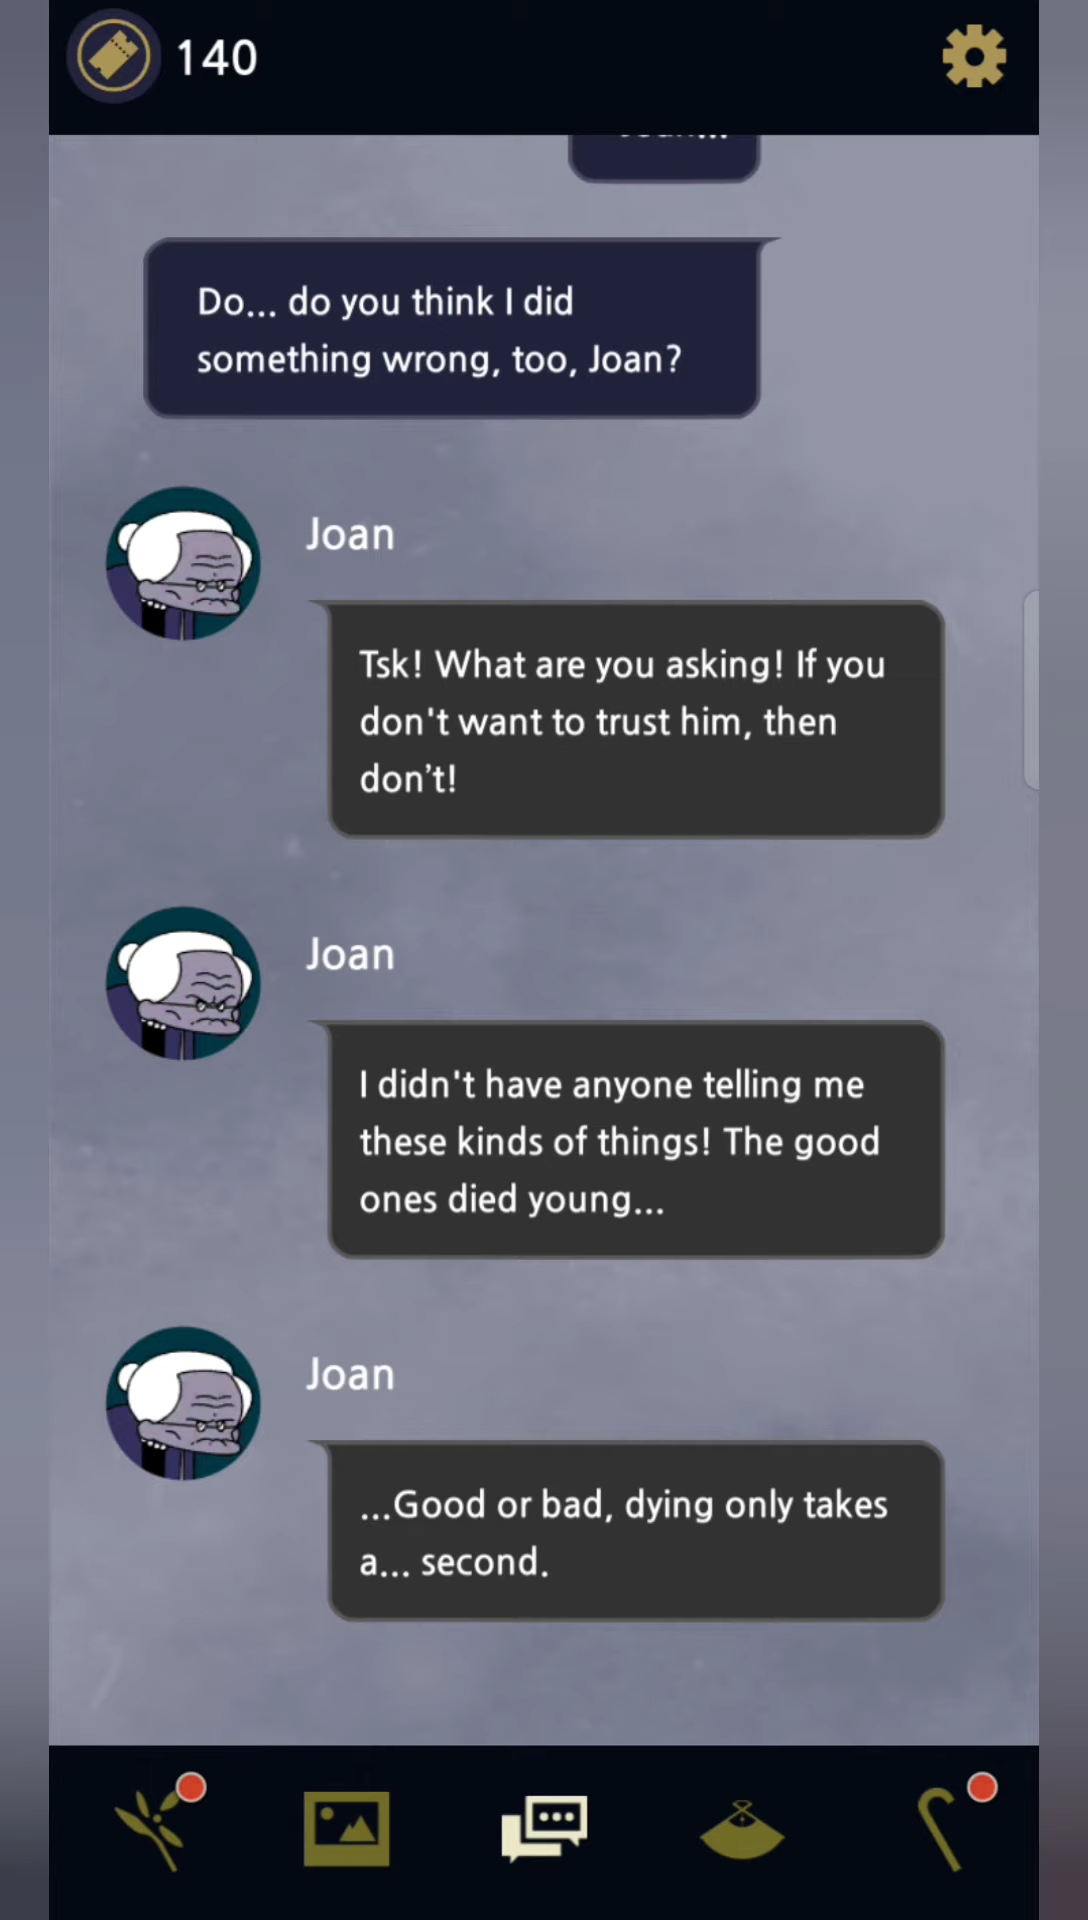 140
Do... do you think I did
something wrong, too, Joan?
Joan
Tsk! What are you asking! If you
don't want to trust him, then
don’t!
Joan
I didn't have anyone telling me
these kinds of things! The good
ones died young...
Joan
...Good or bad, dying only takes
a... second.